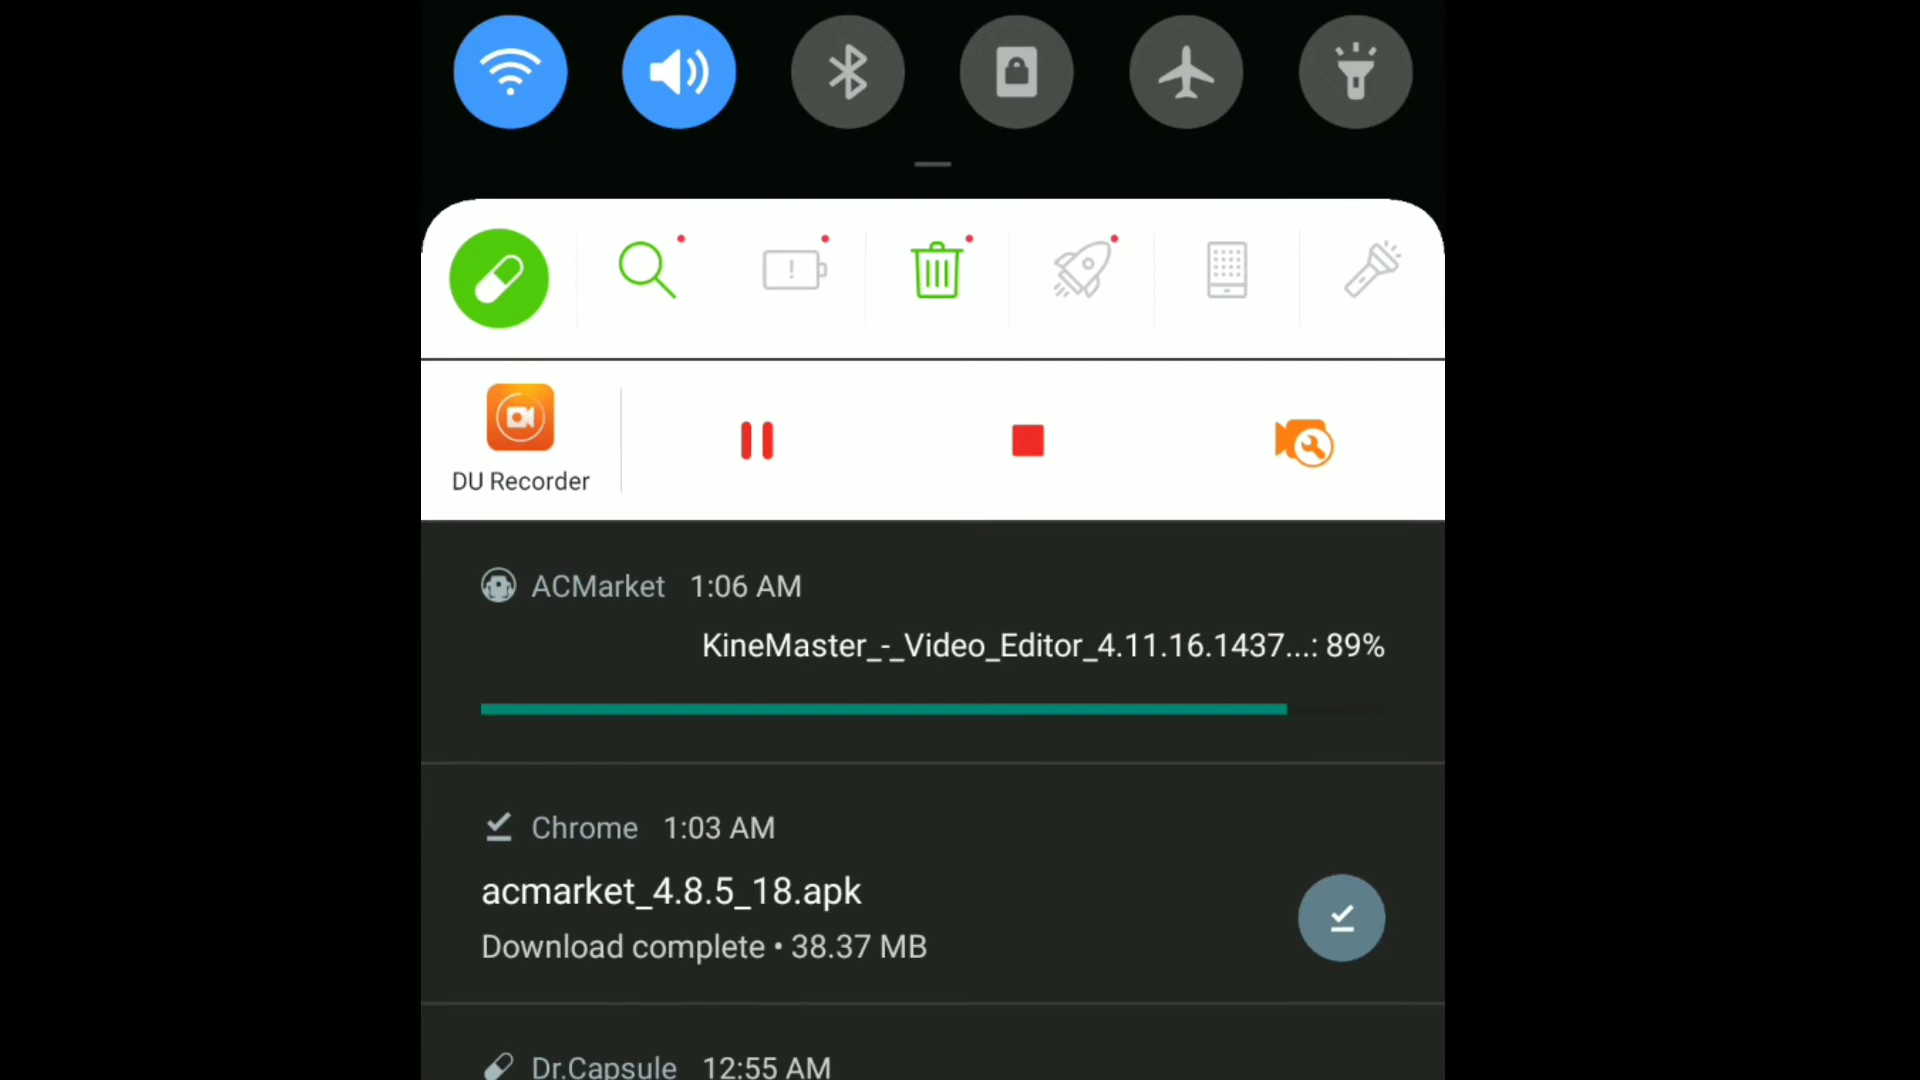 DU Recorder
ACMarket 1:06 AM
KineMaster_-_Video_Editor_4.11.16.1437...: 89%
Chrome 1:03 AM
acmarket_4.8.5_18.apk
Download complete • 38.37 MB
Dr.Capsule 12:55 AM